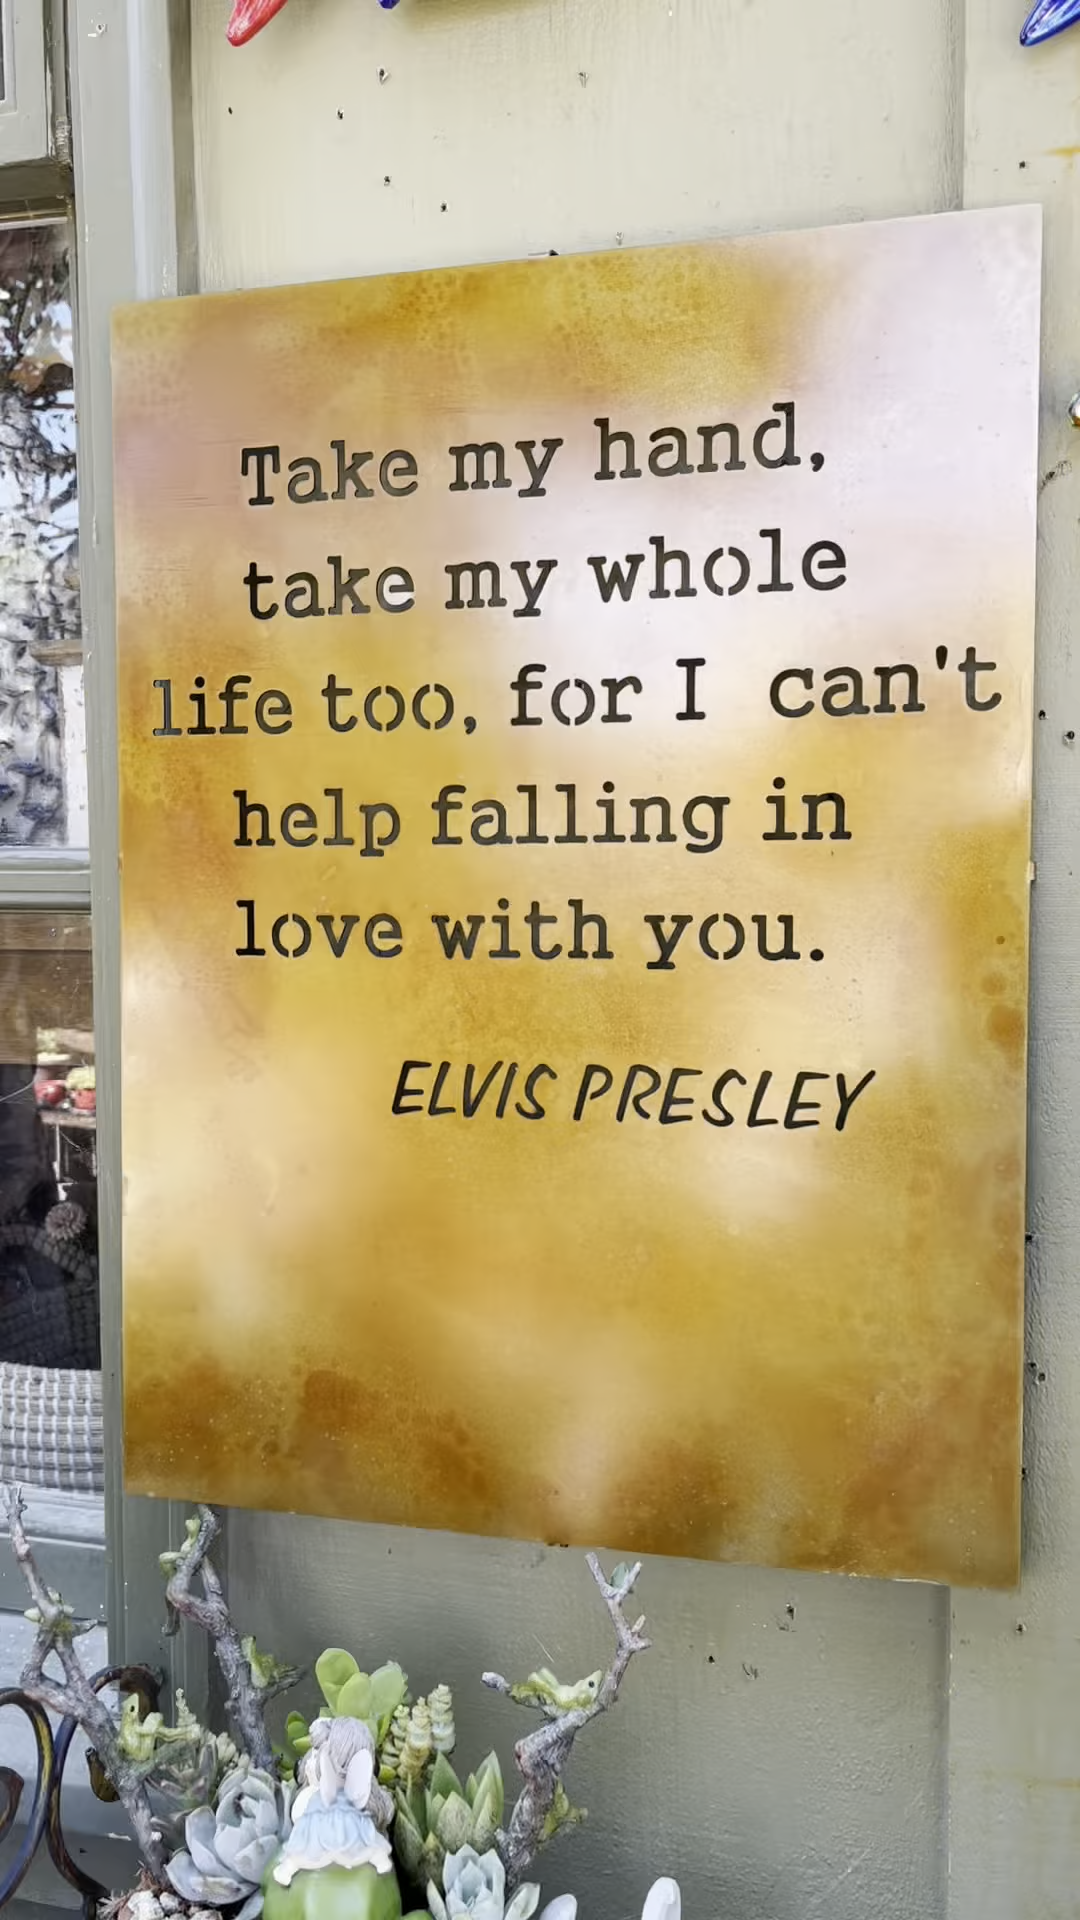 Take my hand,
take my whole
life too, for I can't
help falling in
love with you.
ELVIS PRESLEY